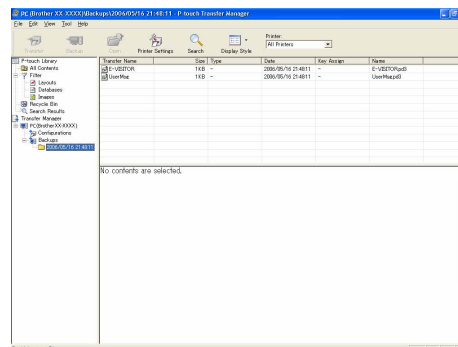 PC (Brother XX-XXXX)\Backups\2006/05/16 21:48:11 - P-touch Transfer Manager
File Edit View Tool Help
Printer:
All Printers
Transfer Backup Open Printer Settings Search Display Style
P-touch Library
All Contents
Filter
Layouts
Databases
Images
Recycle Bin
Search Results
Transfer Manager
PC(Brother XX-XXXX)
Configurations
Backups
2006/05/16 21:48:11
Transfer Name Size Type Date Key Assign Name
E-VISITOR 1KB - 2006/05/16 21:48:11 - E-VISITOR.pd3
UserMsg 1KB - 2006/05/16 21:48:11 - UserMsg.pd3
No contents are selected.